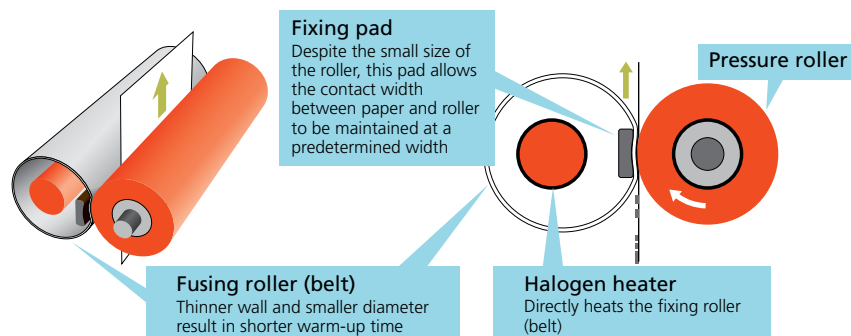 Fixing pad
Despite the small size of
the roller, this pad allows
the contact width
between paper and roller
to be maintained at a
predetermined width
Pressure roller
Fusing roller (belt)
Thinner wall and smaller diameter
result in shorter warm-up time
Halogen heater
Directly heats the fixing roller
(belt)